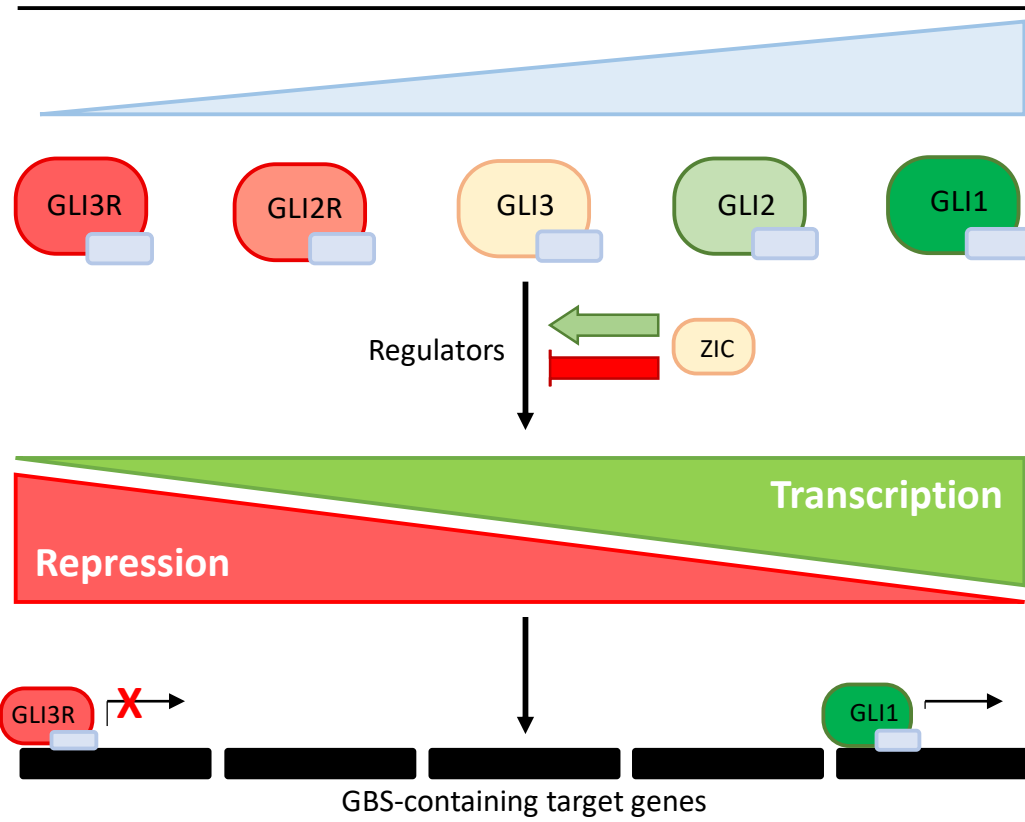 GLI3R
GLI2R
GLI3
GLI2
GLI1
Regulators
ZIC
Transcription
Repression
GLI3R
X
GLI1
GBS-containing target genes